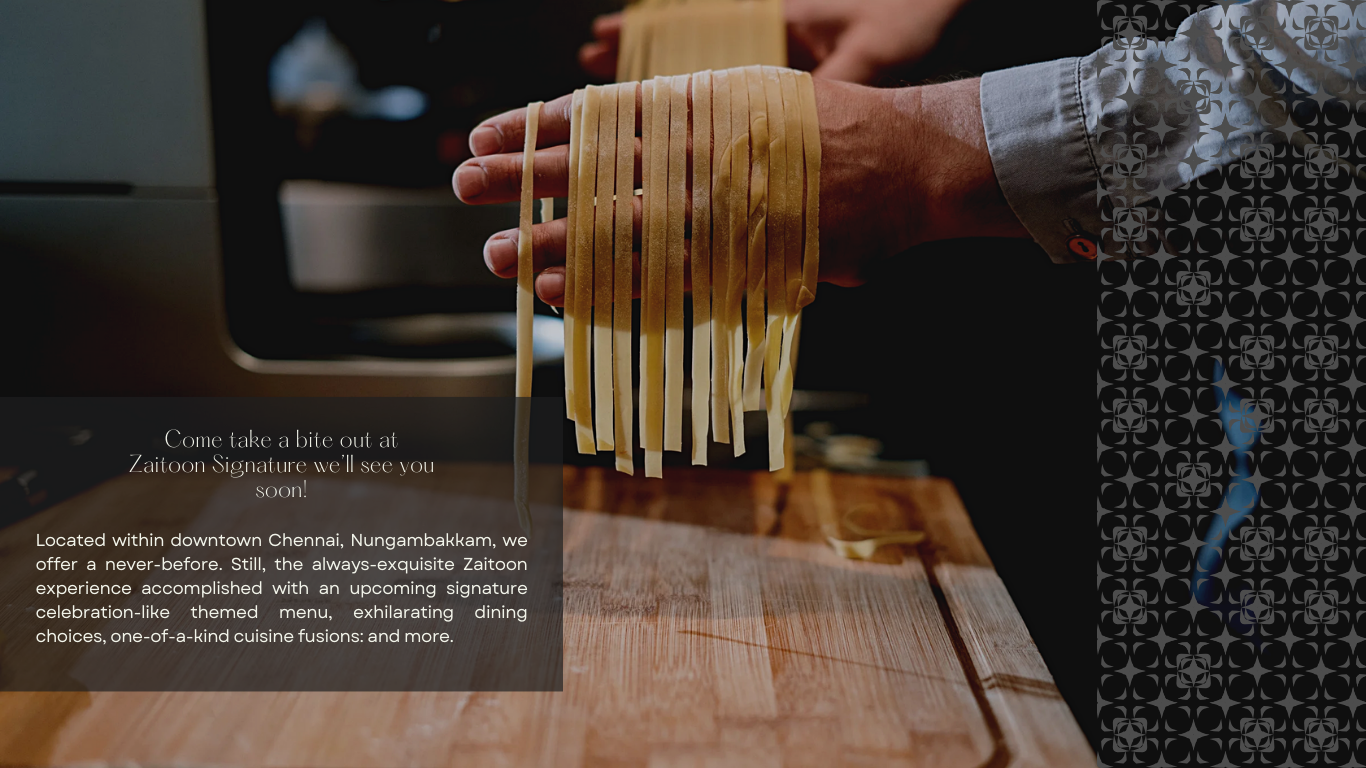 Come take a bite out at
Zaitoon Signature we'll see you
soon!
Located within downtown Chennai, Nungambakkam, we
offer a never-before. Still, the always-exquisite Zaitoon
experience accomplished with an upcoming signature
celebration-like themed menu, exhilarating dining
choices, one-of-a-kind cuisine fusions: and more.